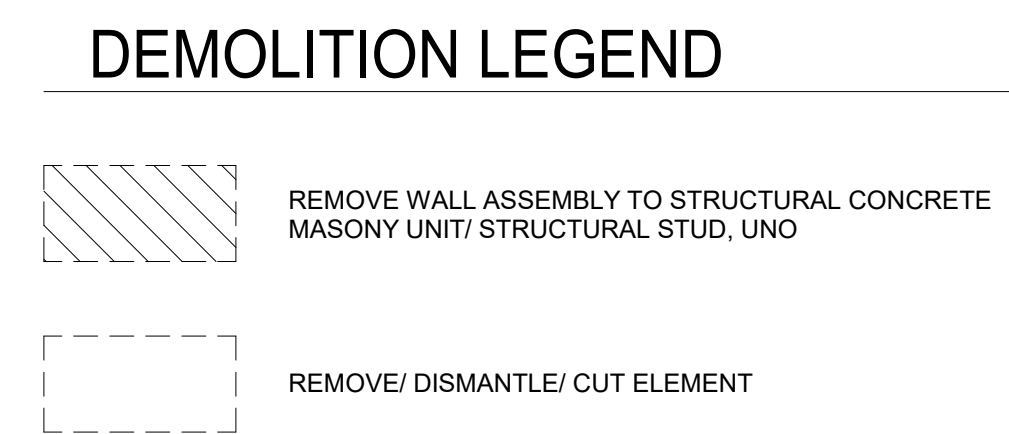 DEMOLITION LEGEND
REMOVE WALL ASSEMBLY TO STRUCTURAL CONCRETE
MASONY UNIT/ STRUCTURAL STUD, UNO
REMOVE/ DISMANTLE/ CUT ELEMENT